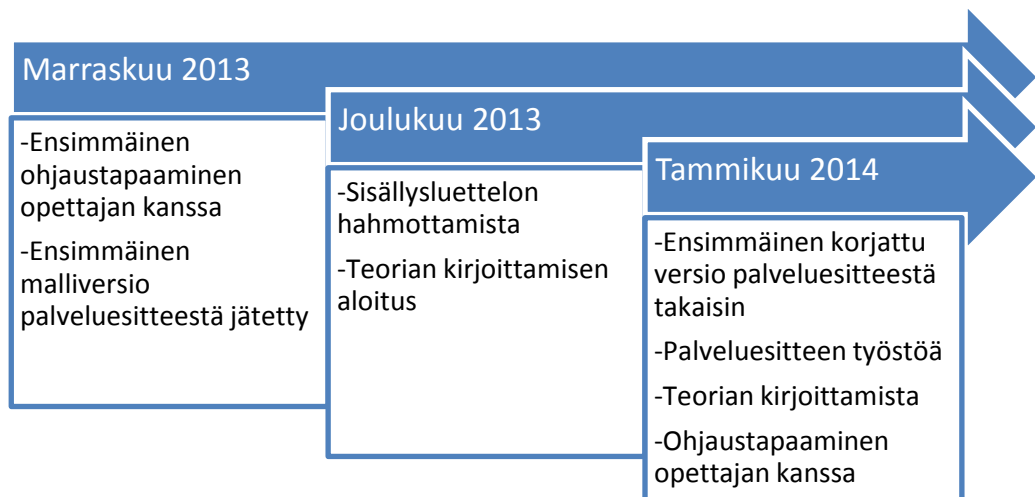 Marraskuu 2013
-Ensimmäinen
ohjaustapaaminen
opettajan kanssa
-Ensimmäinen
malliversio
palveluesitteestä jätetty
Joulukuu 2013
-Sisällysluettelon
hahmottamista
-Teorian kirjoittamisen
aloitus
Tammikuu 2014
-Ensimmäinen korjattu
versio palveluesitteestä
takaisin
-Palveluesitteen työstöä
-Teorian kirjoittamista
-Ohjaustapaaminen
opettajan kanssa